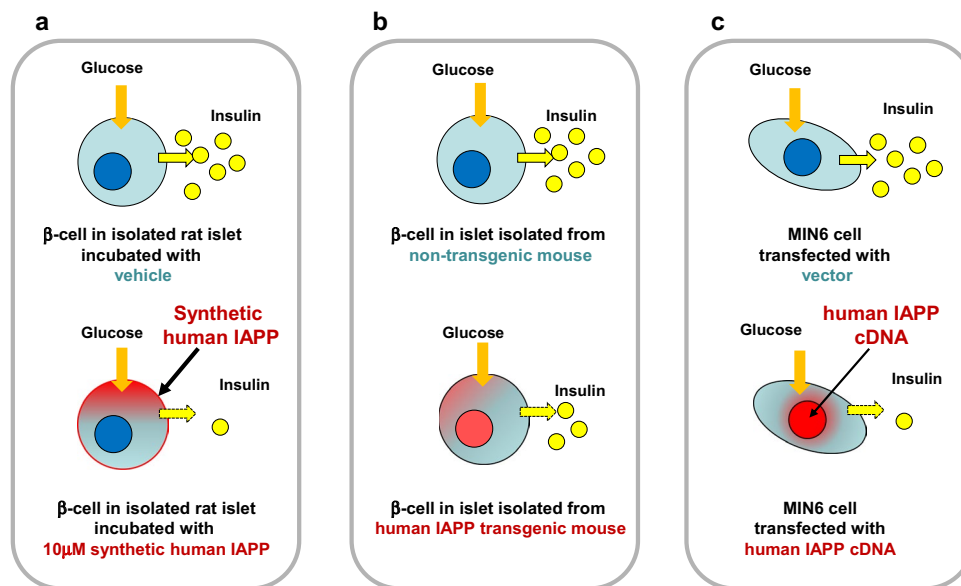 a
Glucose
Insulin
β-cell in isolated rat islet
incubated with
vehicle
Synthetic
human IAPP
Glucose
Insulin
β-cell in isolated rat islet
incubated with
10μM synthetic human IAPP
b
Glucose
Insulin
β-cell in islet isolated from
non-transgenic mouse
Glucose
Insulin
β-cell in islet isolated from
human IAPP transgenic mouse
c
Glucose
Insulin
MIN6 cell
transfected with
vector
human IAPP
cDNA
Glucose
Insulin
MIN6 cell
transfected with
human IAPP cDNA